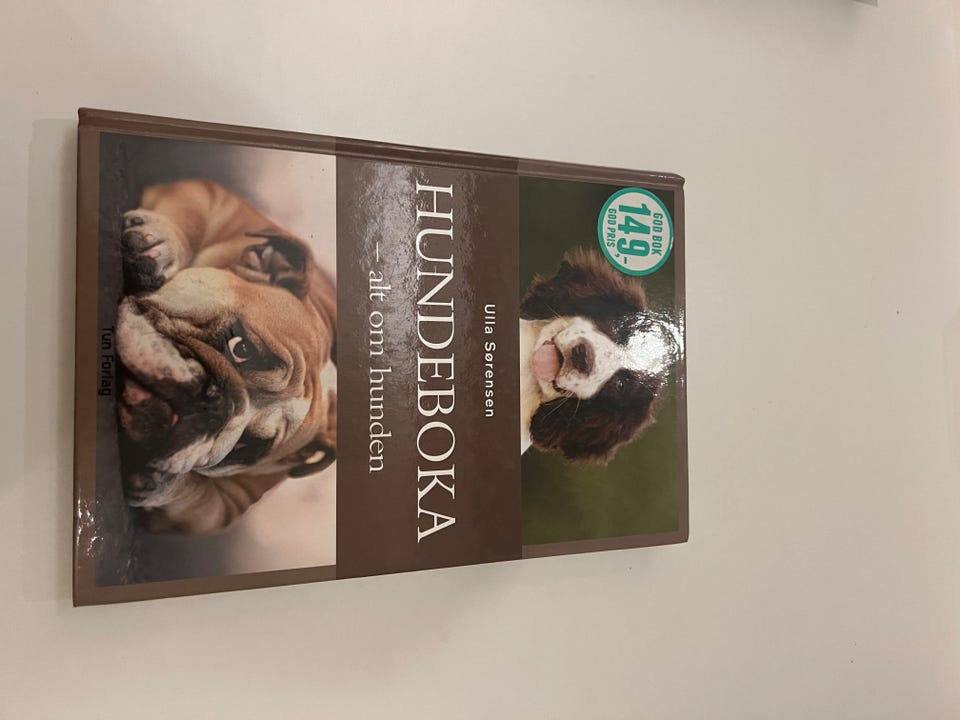 GOD BOK
149,-
GOD PRIS
Ulla Sørensen
HUNDEBOKA
– alt om hunden
Tun Forlag